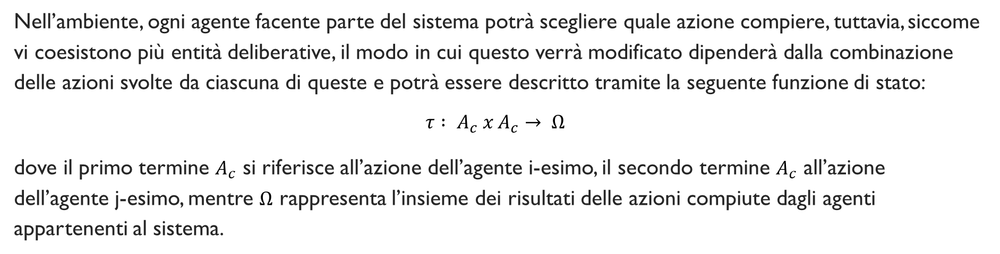 Nell’ambiente, ogni agente facente parte del sistema potrà scegliere quale azione compiere, tuttavia, siccome
vi coesistono più entità deliberative, il modo in cui questo verrà modificato dipenderà dalla combinazione
delle azioni svolte da ciascuna di queste e potrà essere descritto tramite la seguente funzione di stato:
τ : A_c x A_c → Ω
dove il primo termine A_c si riferisce all’azione dell’agente i-esimo, il secondo termine A_c all’azione
dell’agente j-esimo, mentre Ω rappresenta l’insieme dei risultati delle azioni compiute dagli agenti
appartenenti al sistema.